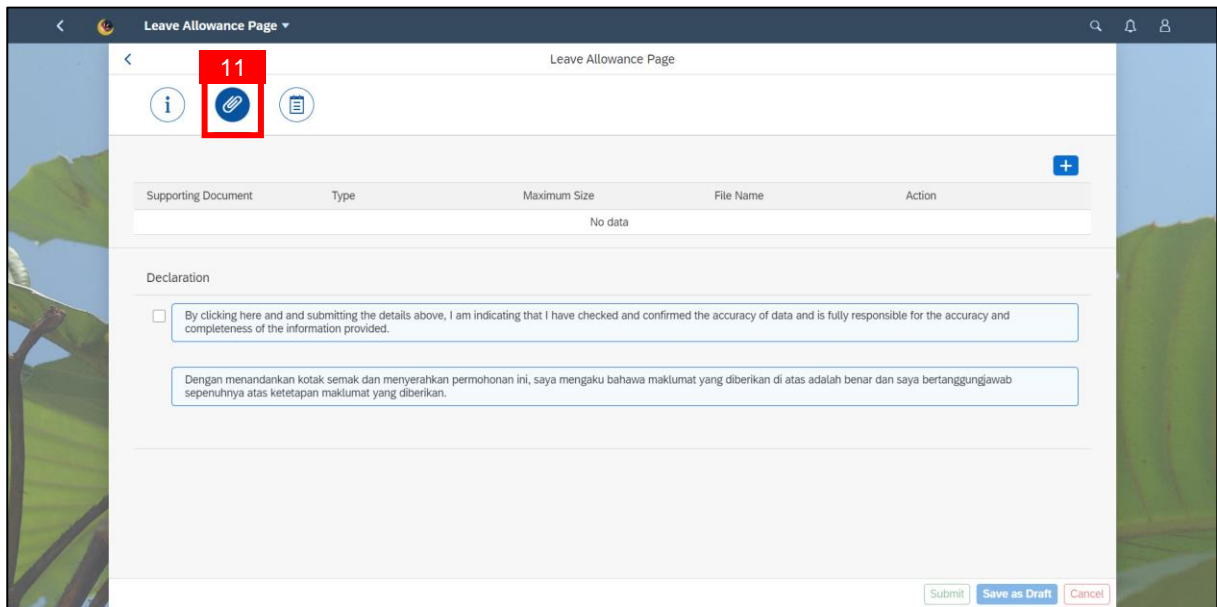 Leave Allowance Page
Leave Allowance Page
11
i
Supporting Document Type Maximum Size File Name Action
No data
Declaration
By clicking here and and submitting the details above, I am indicating that I have checked and confirmed the accuracy of data and is fully responsible for the accuracy and
completeness of the information provided.
Dengan menandankan kotak semak dan menyerahkan permohonan ini, saya mengaku bahawa maklumat yang diberikan di atas adalah benar dan saya bertanggungjawab
sepenuhnya atas ketetapan maklumat yang diberikan.
Submit Save as Draft Cancel